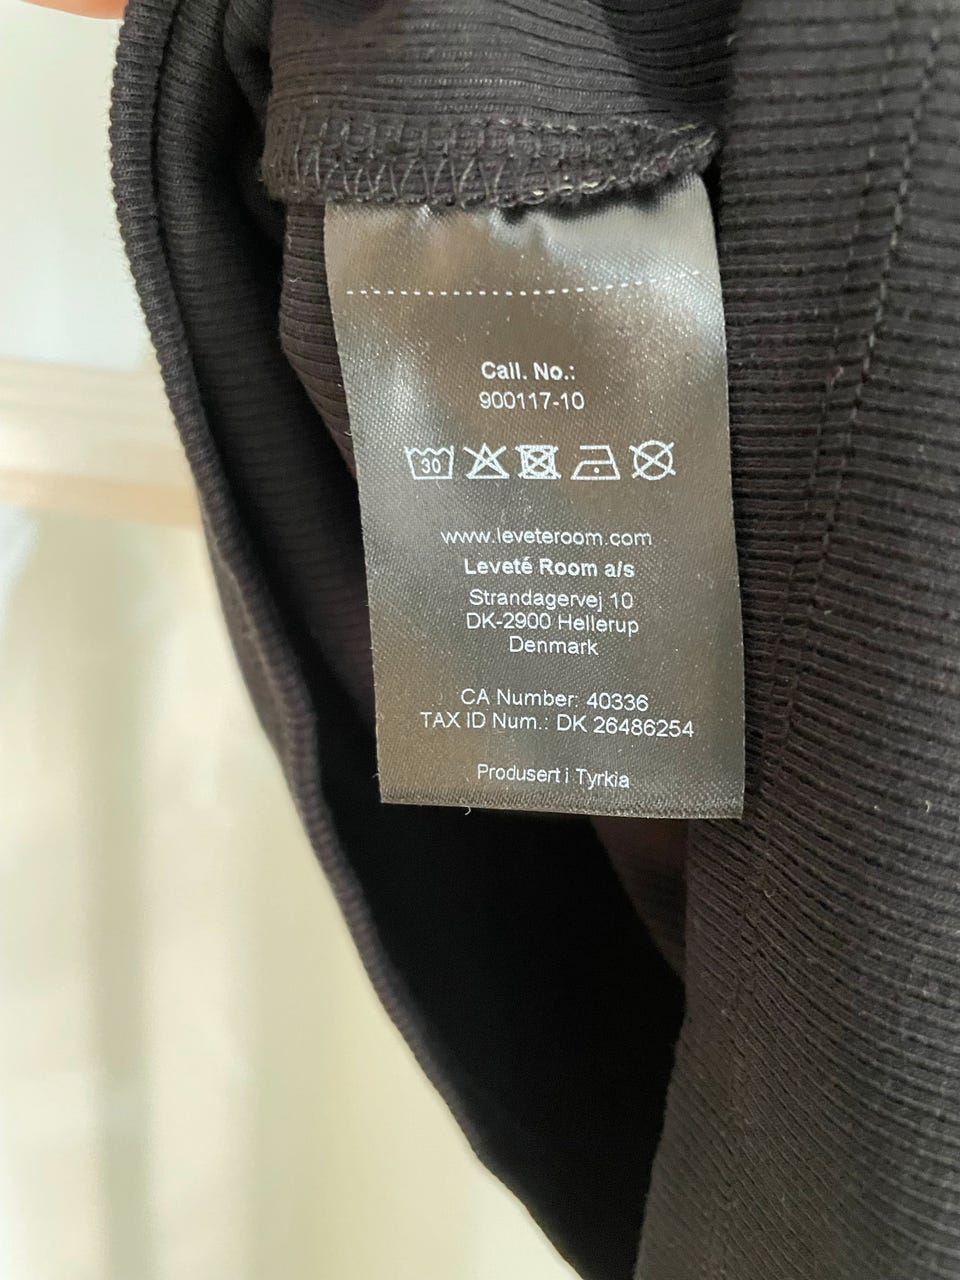 Call. No.:
900117-10
30
www.leveteroom.com
Leveté Room a/s
Strandagervej 10
DK-2900 Hellerup
Denmark
CA Number: 40336
TAX ID Num.: DK 26486254
Produsert i Tyrkia